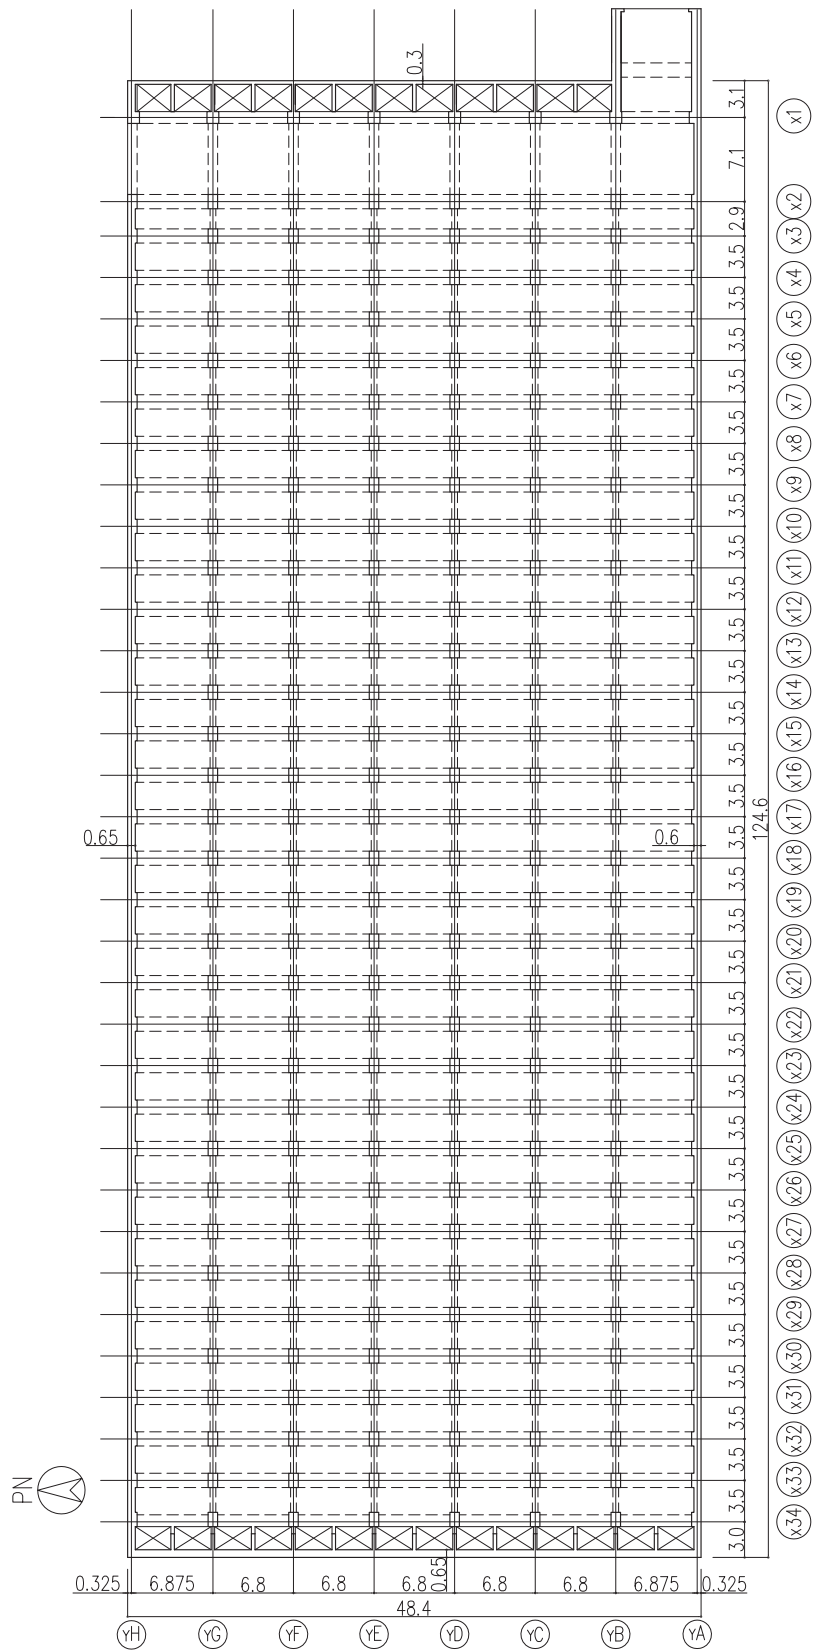 0.3
3.1
x1
7.1
x2
2.9
x3
3.5
x4
3.5
x5
3.5
x6
3.5
x7
3.5
x8
3.5
x9
3.5
x10
3.5
x11
3.5
x12
3.5
x13
3.5
x14
3.5
x15
3.5
x16
3.5
x17
124.6
0.65
0.6
3.5
x18
3.5
x19
3.5
x20
3.5
x21
3.5
x22
3.5
x23
3.5
x24
3.5
x25
3.5
x26
3.5
x27
3.5
x28
3.5
x29
3.5
x30
3.5
x31
3.5
x32
3.5
x33
PN
3.5
x34
3.0
0.65
0.325 6.875 6.8 6.8 6.8 6.8 6.8 6.875 0.325
48.4
YH YG YF YE YD YC YB YA